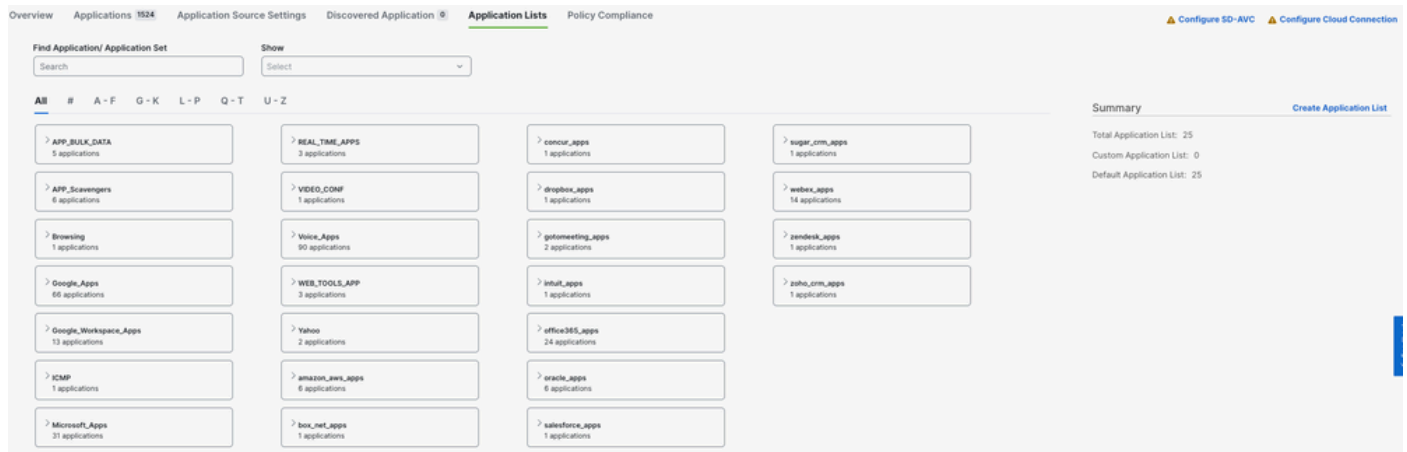 Overview Applications 1524 Application Source Settings Discovered Application 0 Application Lists Policy Compliance
Configure SD-AVC Configure Cloud Connection
Find Application/ Application Set Show
Search Select
All # A - F G - K L - P Q - T U - Z
Summary Create Application List
Total Application List: 25
Custom Application List: 0
Default Application List: 25
APP_BULK_DATA REAL_TIME_APPS concur_apps sugar_crm_apps
5 applications 3 applications 1 applications 1 applications
APP_Scavengers VIDEO_CONF dropbox_apps webex_apps
6 applications 1 applications 1 applications 14 applications
Browsing Voice_Apps gotomeeting_apps zendesk_apps
1 applications 90 applications 2 applications 1 applications
Google_Apps WEB_TOOLS_APP intuit_apps zoho_crm_apps
66 applications 3 applications 1 applications 1 applications
Google_Workspace_Apps Yahoo office365_apps
13 applications 2 applications 24 applications
ICMP amazon_aws_apps oracle_apps
1 applications 6 applications 6 applications
Microsoft_Apps box_net_apps salesforce_apps
31 applications 1 applications 1 applications